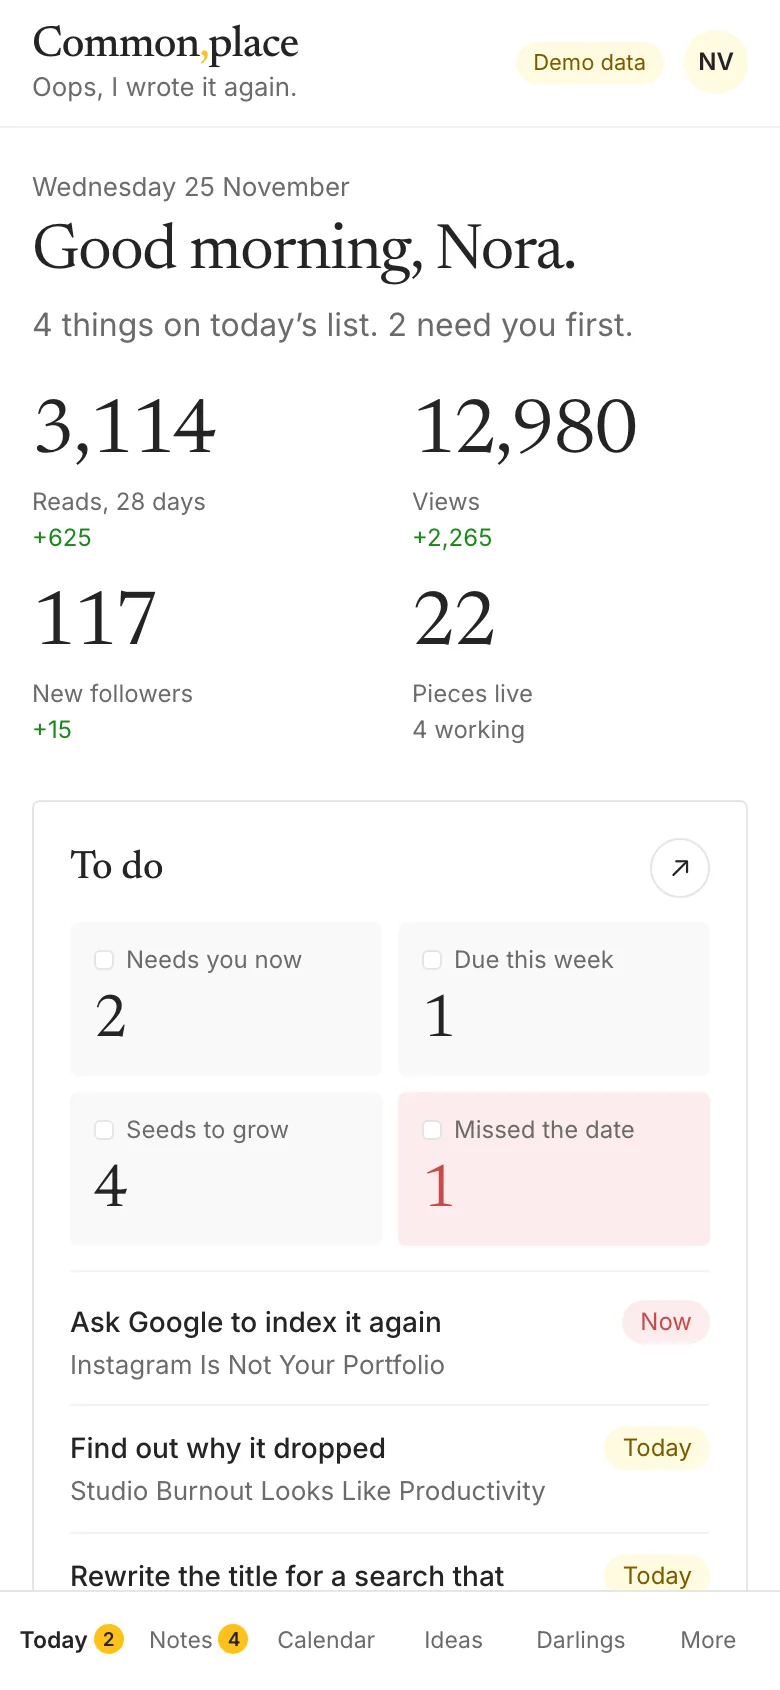 Common,place
Oops, I wrote it again.
Demo data
NV
Wednesday 25 November
Good morning, Nora.
4 things on today’s list. 2 need you first.
3,114
Reads, 28 days
+625
12,980
Views
+2,265
117
New followers
+15
22
Pieces live
4 working
To do
Needs you now
2
Due this week
1
Seeds to grow
4
Missed the date
1
Ask Google to index it again
Now
Instagram Is Not Your Portfolio
Find out why it dropped
Today
Studio Burnout Looks Like Productivity
Rewrite the title for a search that
Today
Today 2
Notes 4
Calendar
Ideas
Darlings
More